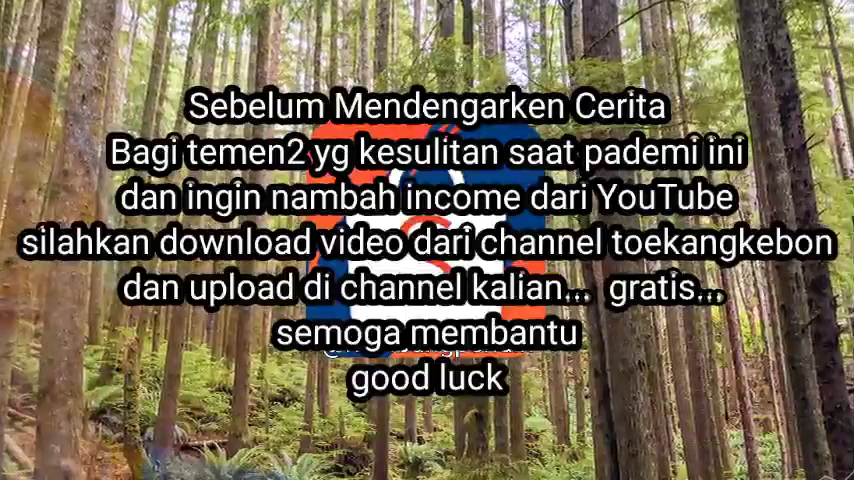 Sebelum Mendengarken Cerita
Bagi temen2 yg kesulitan saat pademi ini
dan ingin nambah income dari YouTube
silahkan download video dari channel toekangkebon
dan upload di channel kalian... gratis...
semoga membantu
good luck